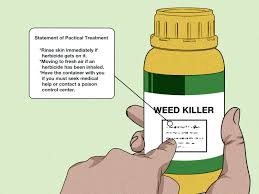 Statement of Pactical Treatment
*Rinse skin immediately if
herbicide gets on it.
*Moving to fresh air if an
herbicide has been inhaled.
*Have the container with you
if you must seek medical
help or contact a poison
control center.
WEED KILLER